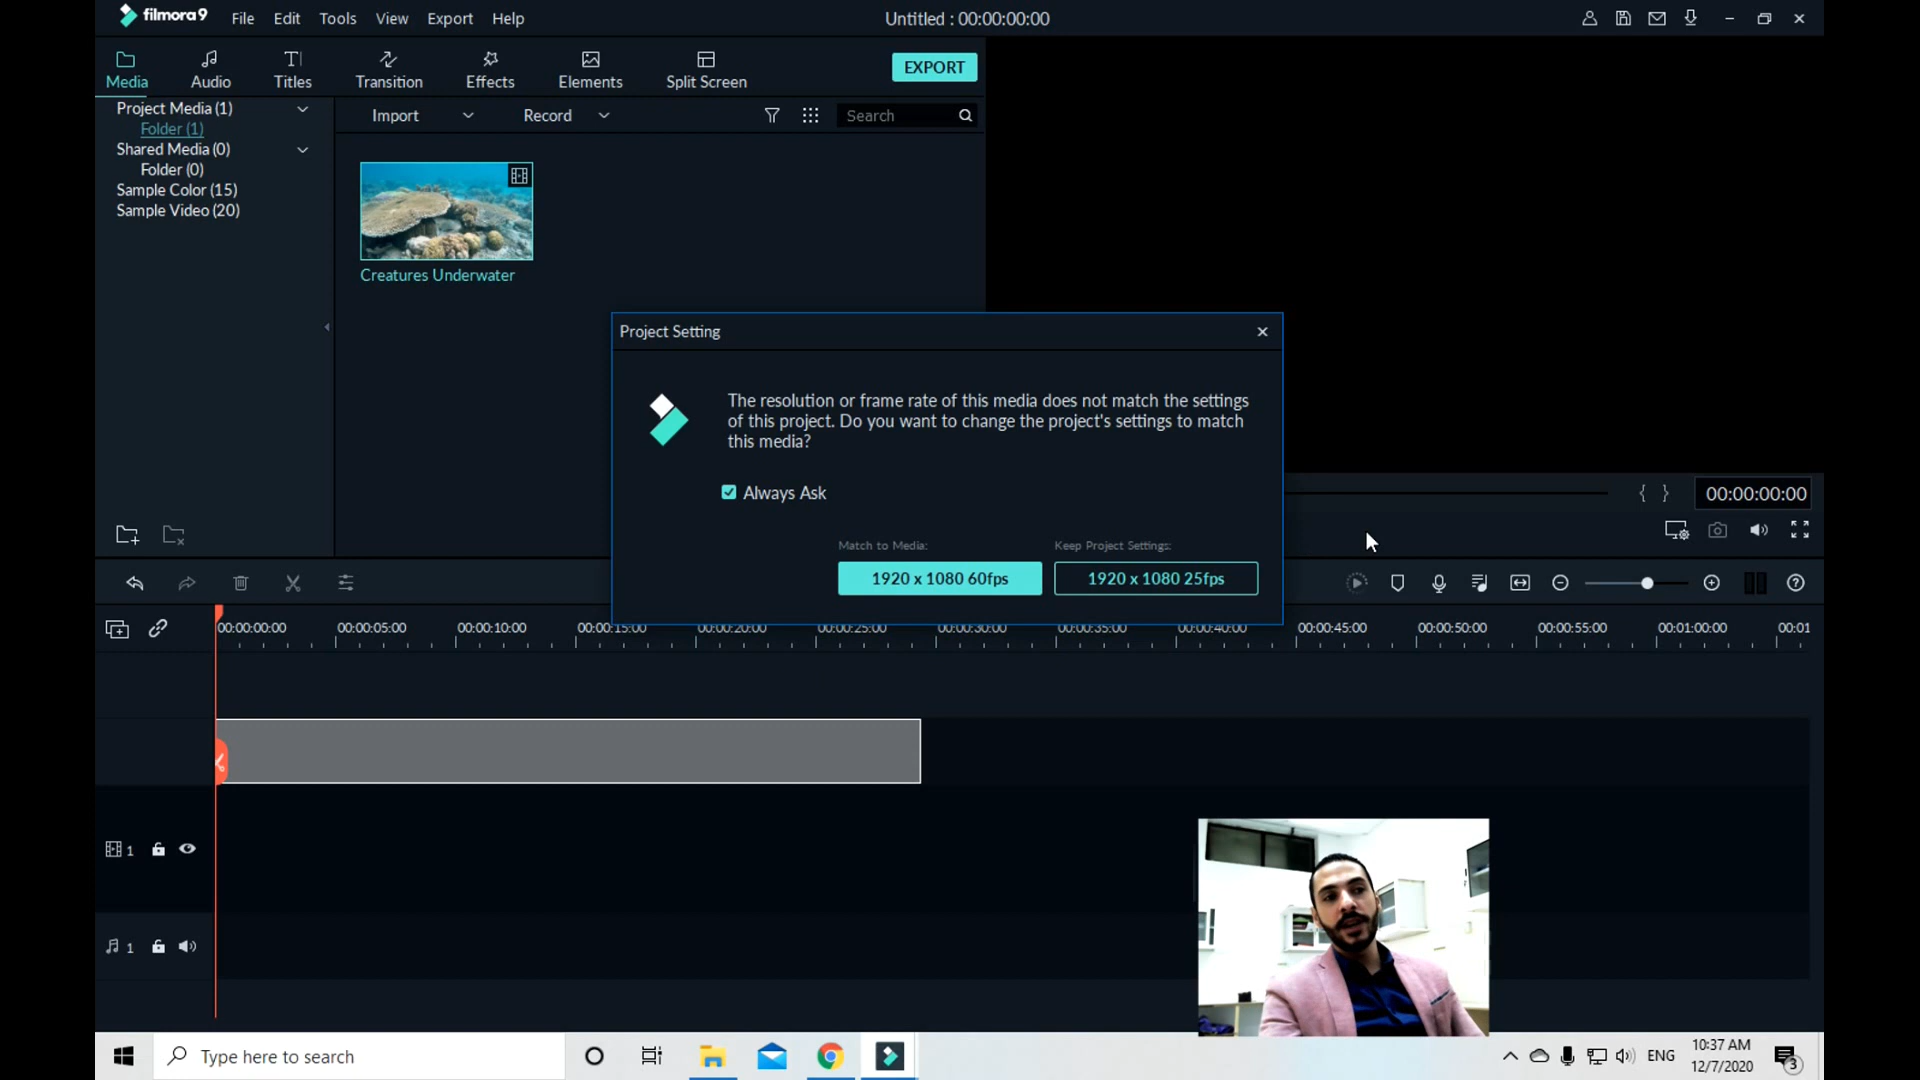 filmora9 File Edit Tools View Export Help Untitled : 00:00:00:00
Media Audio Titles Transition Effects Elements Split Screen EXPORT
Project Media (1)
Folder (1)
Shared Media (0)
Folder (0)
Sample Color (15)
Sample Video (20)
Import Record Search
Creatures Underwater
Project Setting
The resolution or frame rate of this media does not match the settings
of this project. Do you want to change the project's settings to match
this media?
Always Ask
Match to Media: Keep Project Settings:
1920 x 1080 60fps 1920 x 1080 25fps
00:00:00:00
00:00:00:00 00:00:05:00 00:00:10:00 00:00:15:00 00:00:20:00 00:00:25:00 00:00:30:00 00:00:35:00 00:00:40:00 00:00:45:00 00:00:50:00 00:00:55:00 00:01:00:00 00:01
1
1
Type here to search
ENG
10:37 AM
12/7/2020
3